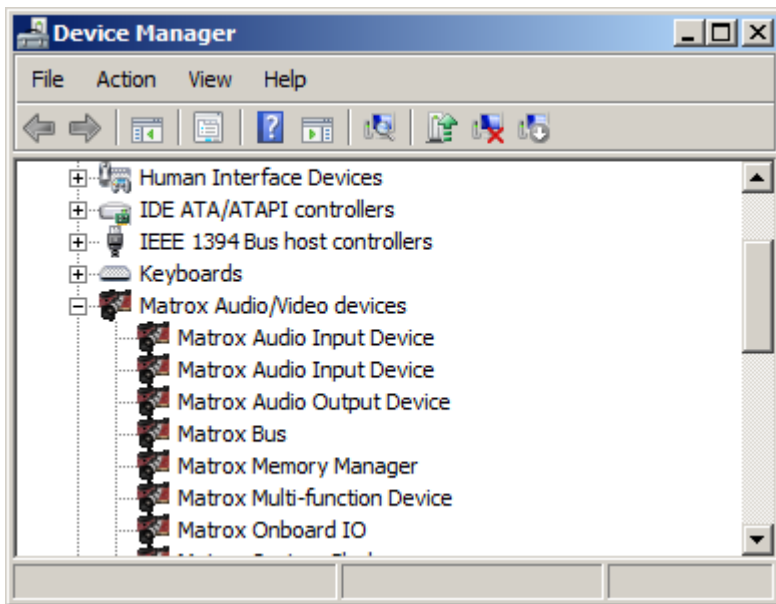 Device Manager
File Action View Help
Human Interface Devices
IDE ATA/ATAPI controllers
IEEE 1394 Bus host controllers
Keyboards
Matrox Audio/Video devices
Matrox Audio Input Device
Matrox Audio Input Device
Matrox Audio Output Device
Matrox Bus
Matrox Memory Manager
Matrox Multi-function Device
Matrox Onboard IO